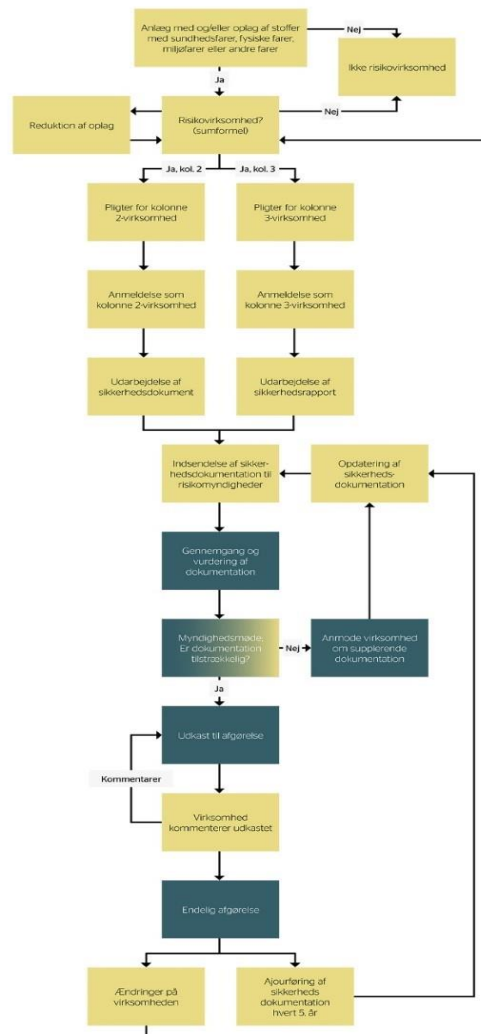 Anlæg med og/eller oplag af stoffer
med sundhedsfarer, fysiske farer,
miljøfarer eller andre farer
Nej
Ikke risikovirksomhed
Ja
Reduktion af oplag
Risikovirksomhed?
(sumformel)
Nej
Ja, kol. 2
Ja, kol. 3
Pligter for kolonne
2-virksomhed
Pligter for kolonne
3-virksomhed
Anmeldelse som
kolonne 2-virksomhed
Anmeldelse som
kolonne 3-virksomhed
Udarbejdelse af
sikkerhedsdokument
Udarbejdelse af
sikkerhedsrapport
Indsendelse af sikker-
hedsdokumentation til
risikomyndigheder
Opdatering af
sikkerheds-
dokumentation
Gennemgang og
vurdering af
dokumentation
Myndighedsmøde.
Er dokumentation
tilstrækkelig?
Nej
Anmode virksomhed
om supplerende
dokumentation
Ja
Udkast til afgørelse
Kommentarer
Virksomhed
kommenterer udkastet
Endelig afgørelse
Ændringer på
virksomheden
Ajourføring af
sikkerheds
dokumentation
hvert 5. år